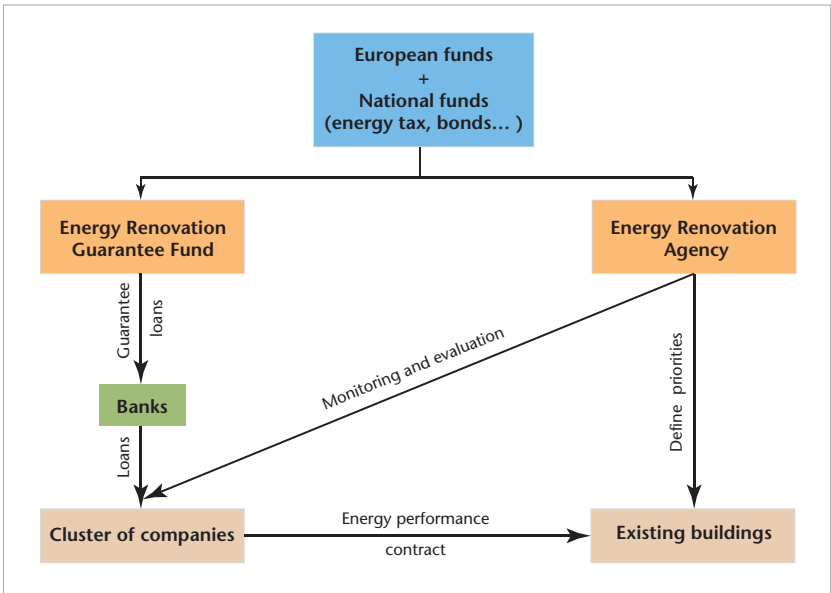 European funds
+
National funds
(energy tax, bonds... )
Energy Renovation
Guarantee Fund
Energy Renovation
Agency
Guarantee
loans
Monitoring and evaluation
Define priorities
Banks
Loans
Cluster of companies
Energy performance
contract
Existing buildings